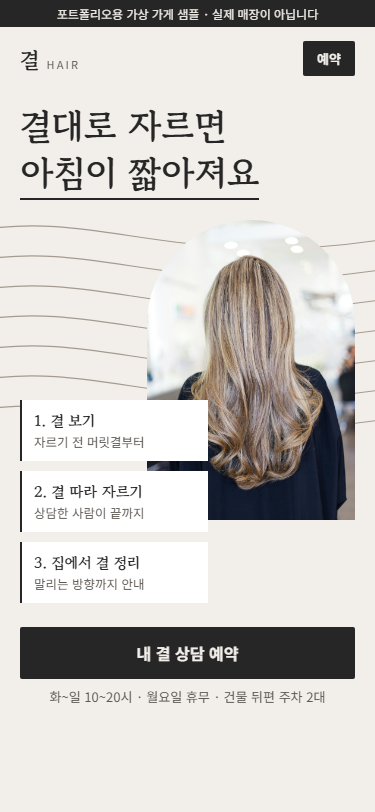 포트폴리오용 가상 가게 샘플 · 실제 매장이 아닙니다
결 HAIR
예약
결대로 자르면
아침이 짧아져요
1. 결 보기
자르기 전 머릿결부터
2. 결 따라 자르기
상담한 사람이 끝까지
3. 집에서 결 정리
말리는 방향까지 안내
내 결 상담 예약
화~일 10~20시 · 월요일 휴무 · 건물 뒤편 주차 2대